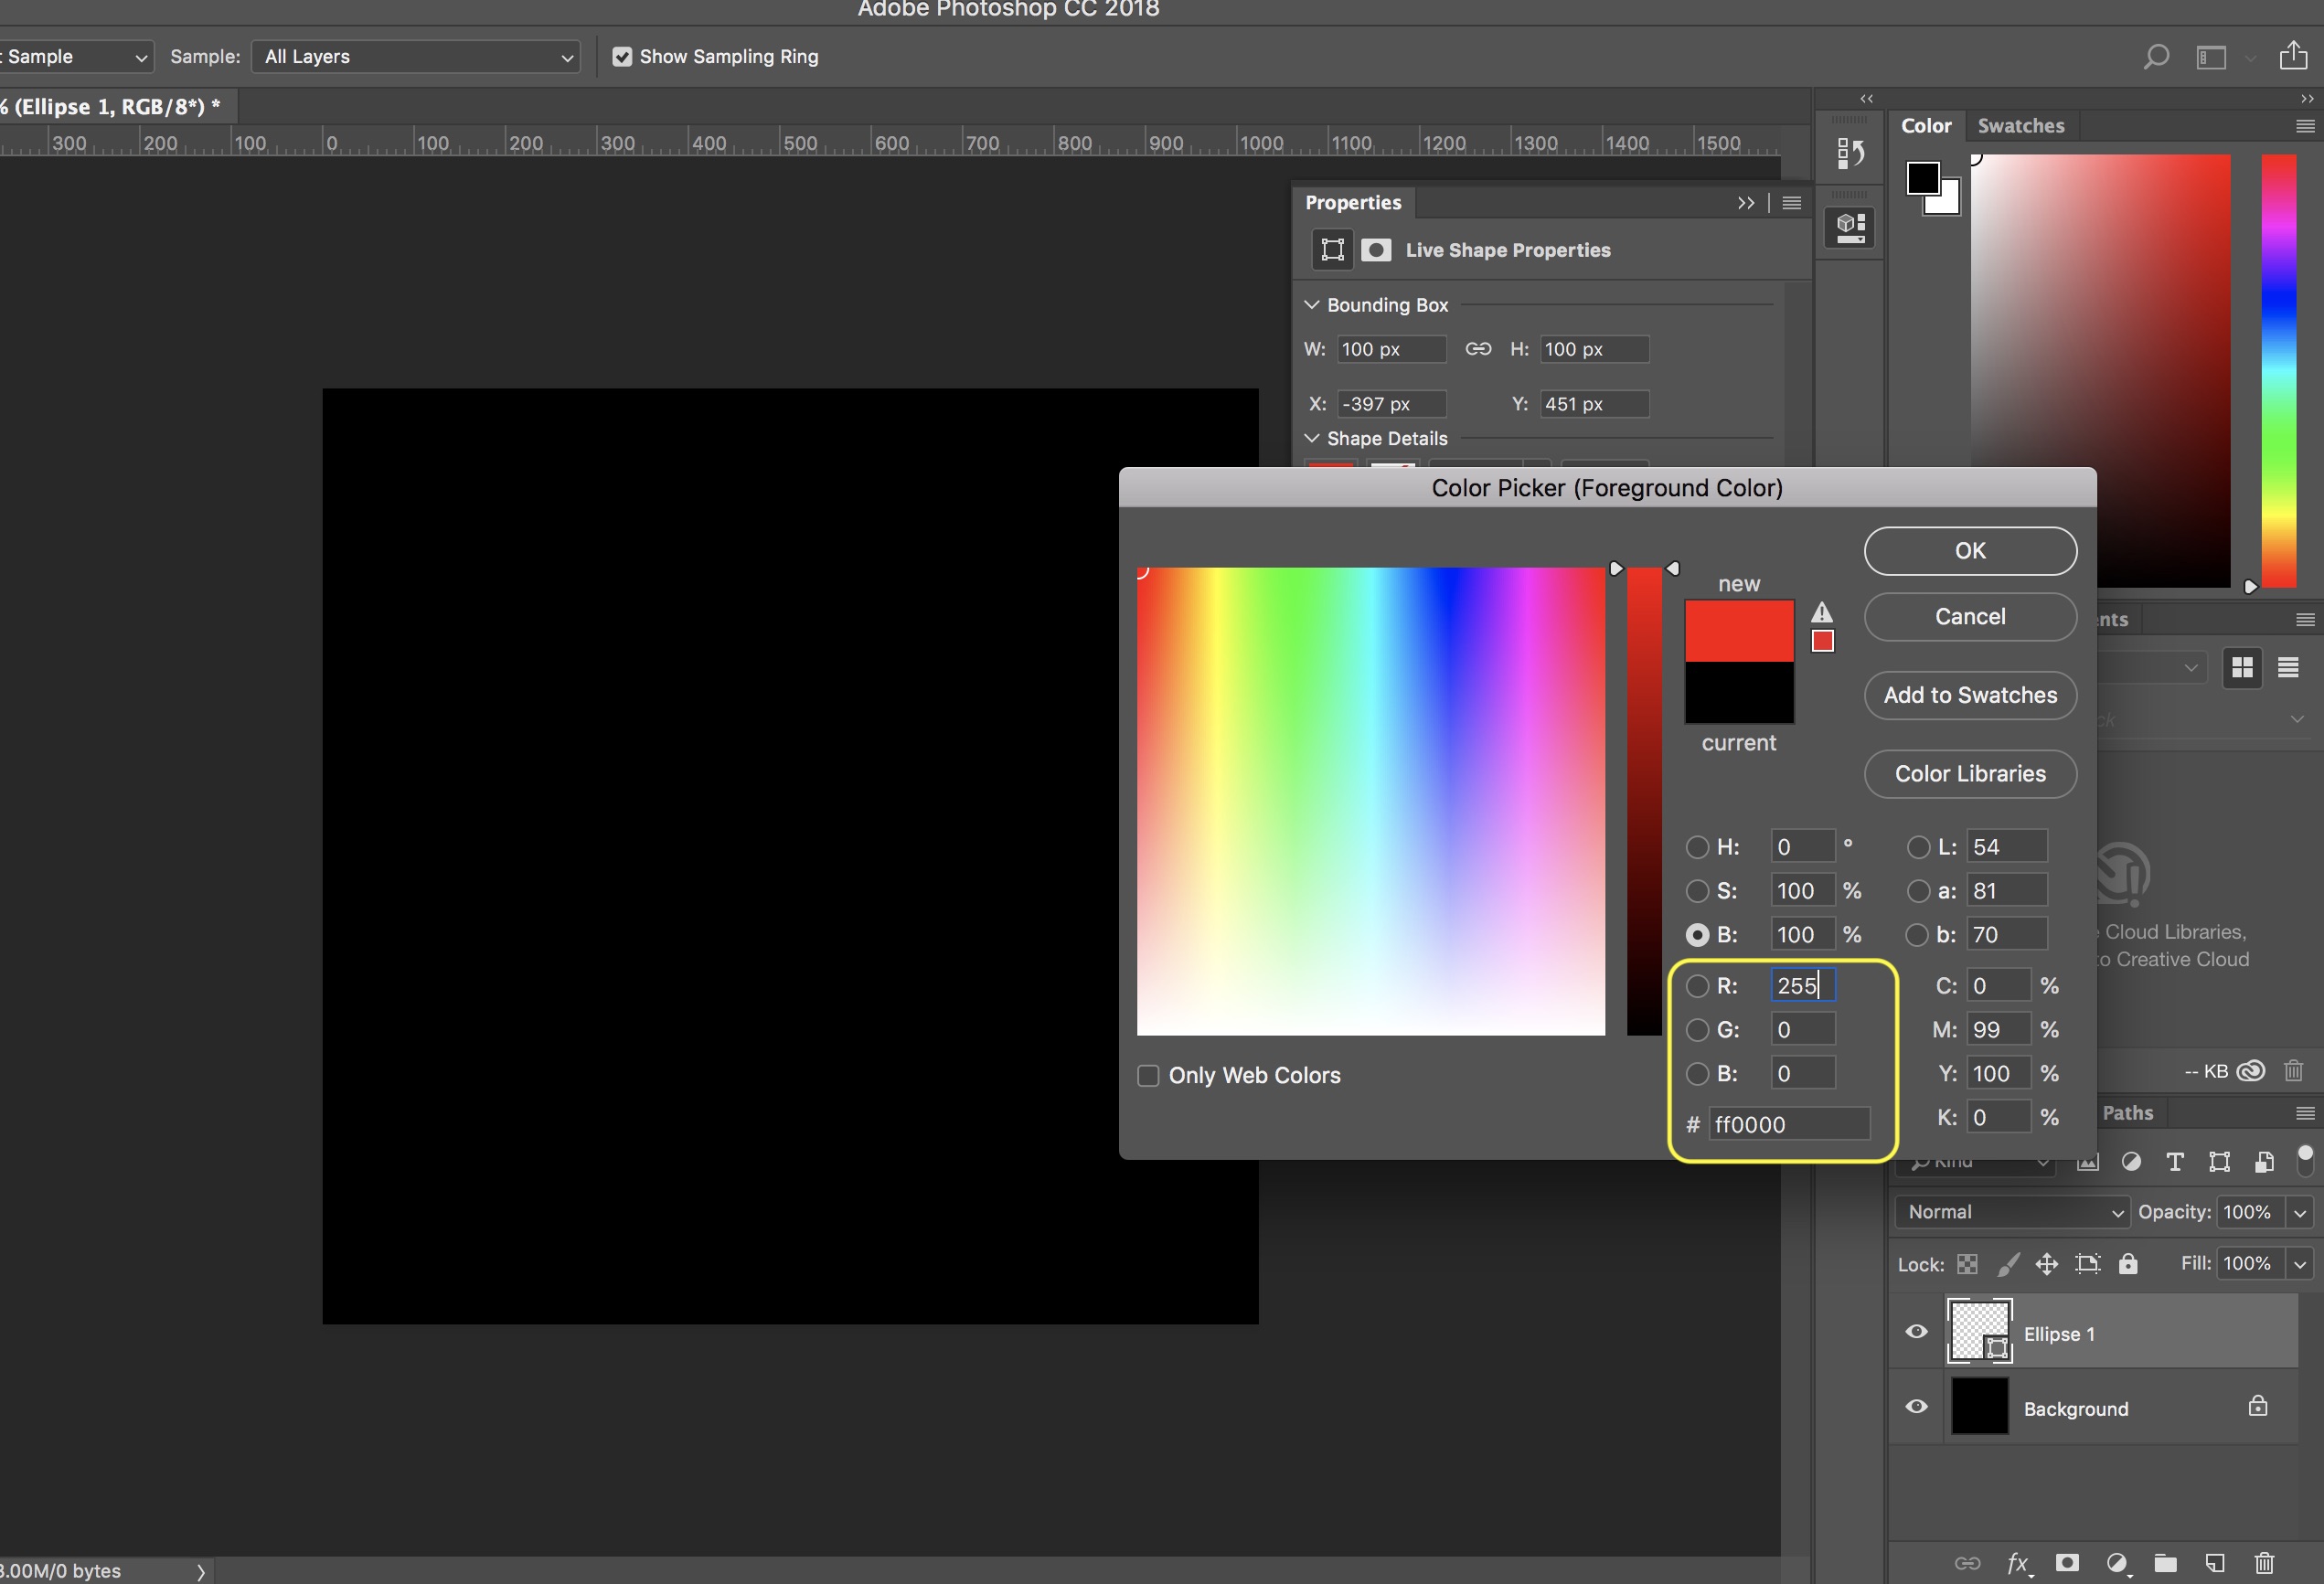 Adobe Photoshop CC 2018
Sample
Sample: All Layers
Show Sampling Ring
% (Ellipse 1, RGB/8*) *
300 200 100 0 100 200 300 400 500 600 700 800 900 1000 1100 1200 1300 1400 1500
Color Swatches
Properties
Live Shape Properties
Bounding Box
W: 100 px H: 100 px
X: -397 px Y: 451 px
Shape Details
Color Picker (Foreground Color)
new
current
OK
Cancel
Add to Swatches
Color Libraries
H: 0 °
S: 100 %
B: 100 %
R: 255
G: 0
B: 0
# ff0000
L: 54
a: 81
b: 70
C: 0 %
M: 99 %
Y: 100 %
K: 0 %
Only Web Colors
Cloud Libraries,
to Creative Cloud
-- KB
Paths
Kind
Normal Opacity: 100%
Lock: Fill: 100%
Ellipse 1
Background
fx
3.00M/0 bytes